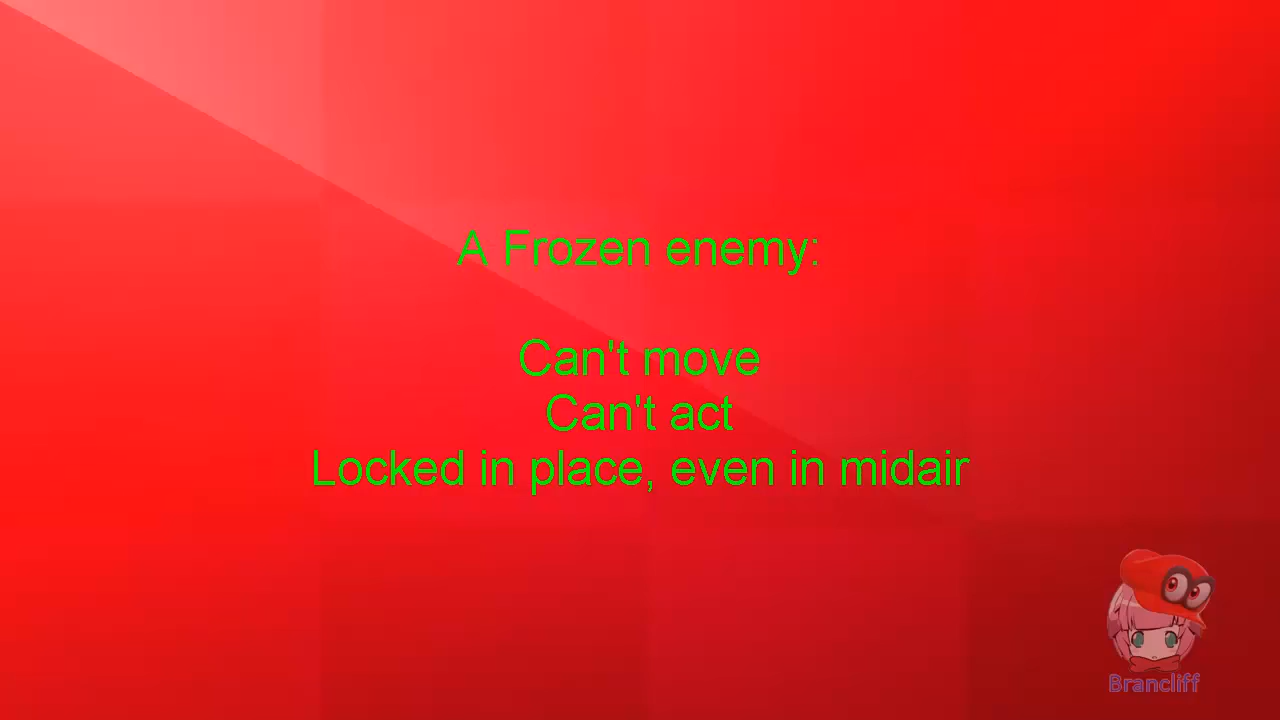 A Frozen enemy:
Can't move
Can't act
Locked in place, even in midair
Brancliff